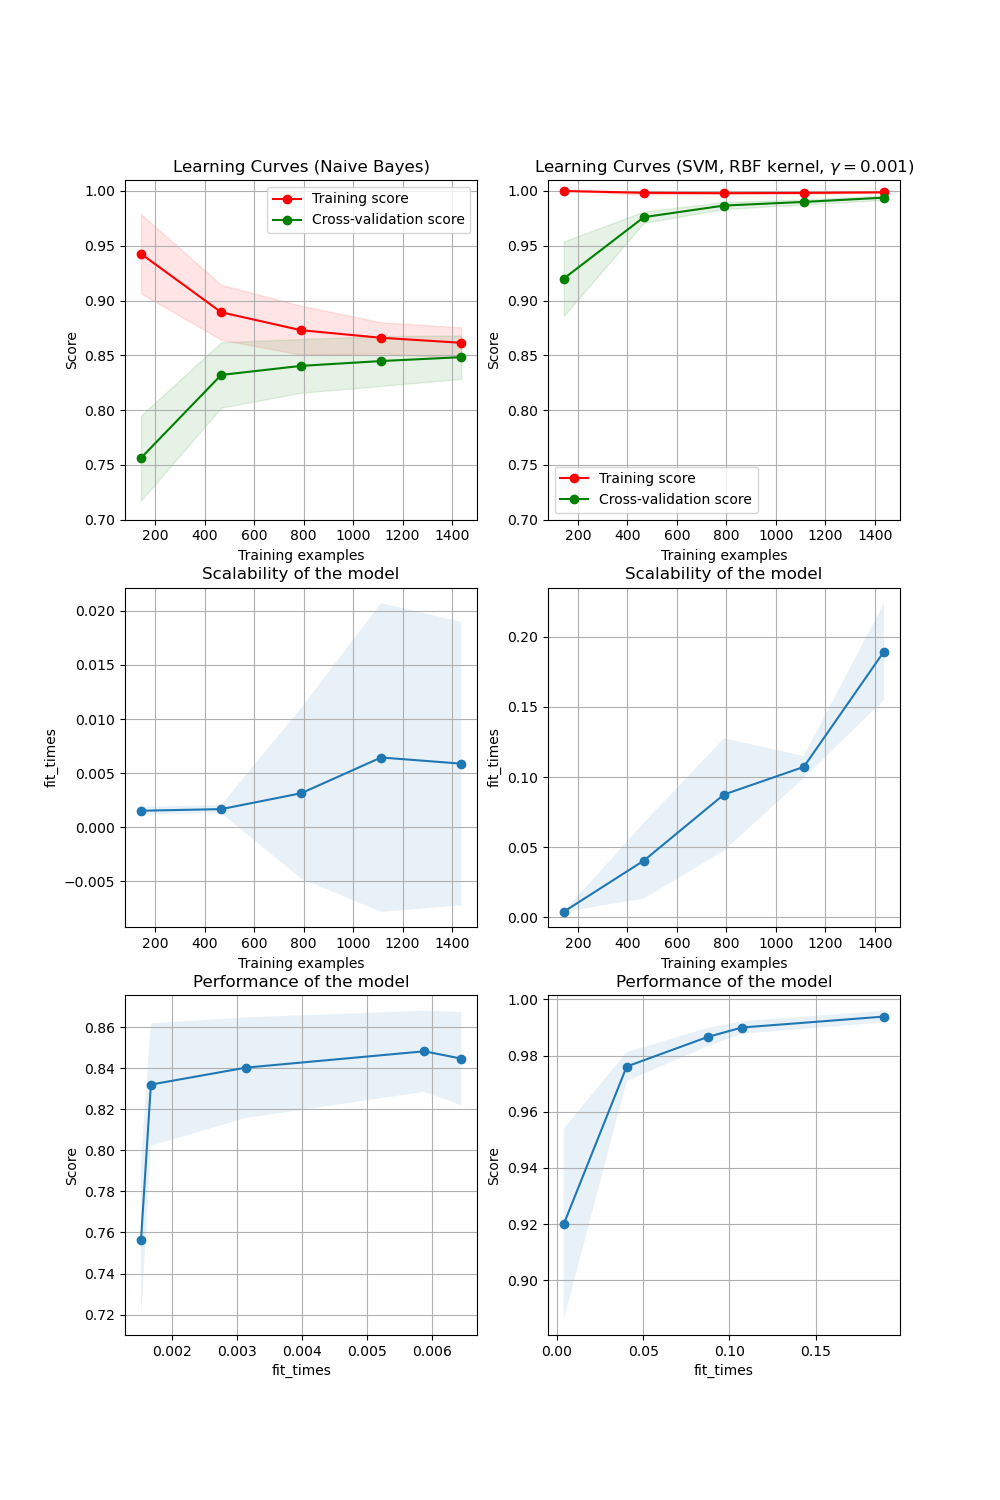 Learning Curves (Naive Bayes)
1.00
0.95
0.90
0.85
0.80
0.75
0.70
Score
Training score
Cross-validation score
200 400 600 800 1000 1200 1400
Training examples
Learning Curves (SVM, RBF kernel, γ = 0.001)
1.00
0.95
0.90
0.85
0.80
0.75
0.70
Score
Training score
Cross-validation score
200 400 600 800 1000 1200 1400
Training examples
Scalability of the model
0.020
0.015
0.010
0.005
0.000
−0.005
fit_times
200 400 600 800 1000 1200 1400
Training examples
Scalability of the model
0.20
0.15
0.10
0.05
0.00
fit_times
200 400 600 800 1000 1200 1400
Training examples
Performance of the model
0.86
0.84
0.82
0.80
0.78
0.76
0.74
0.72
Score
0.002 0.003 0.004 0.005 0.006
fit_times
Performance of the model
1.00
0.98
0.96
0.94
0.92
0.90
Score
0.00 0.05 0.10 0.15
fit_times